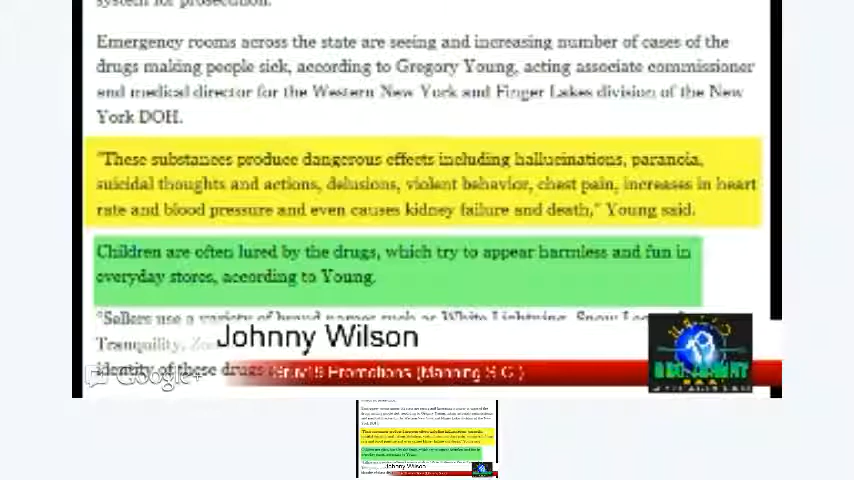 system for prosecution.
Emergency rooms across the state are seeing and increasing number of cases of the
drugs making people sick, according to Gregory Young, acting associate commissioner
and medical director for the Western New York and Finger Lakes division of the New
York DOH.
"These substances produce dangerous effects including hallucinations, paranoia,
suicidal thoughts and actions, delusions, violent behavior, chest pain, increases in heart
rate and blood pressure and even causes kidney failure and death," Young said.
Children are often lured by the drugs, which try to appear harmless and fun in
everyday stores, according to Young.
"Sellers use a variety of brand names such as White Lightning, Snow
Tranquility,
identity of these drugs
Johnny Wilson
Promotions (Manning S.C.)
Google+